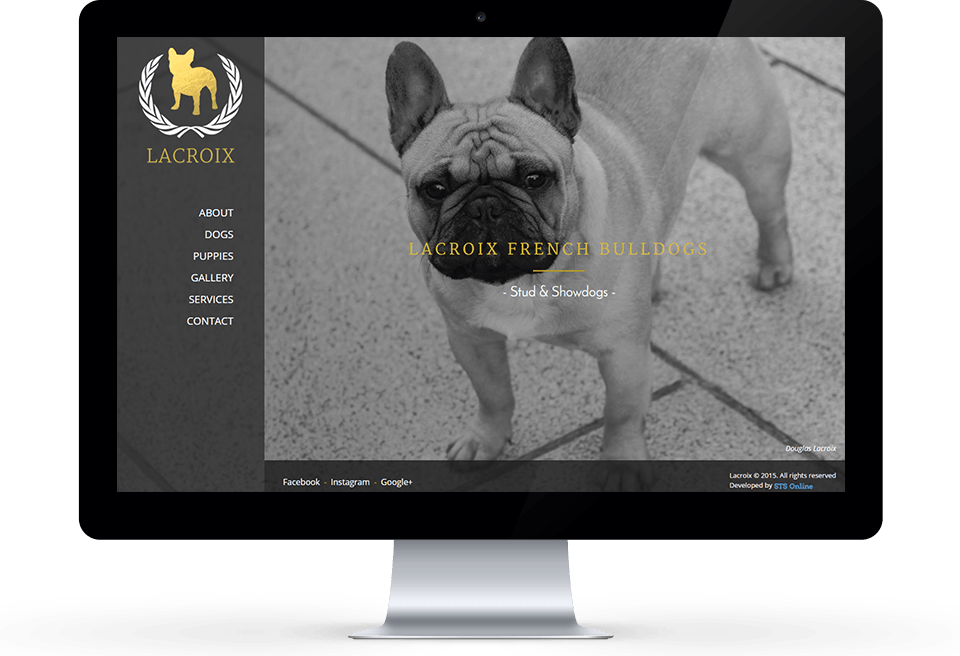 LACROIX
ABOUT
DOGS
PUPPIES
GALLERY
SERVICES
CONTACT
LACROIX FRENCH BULLDOGS
- Stud & Showdogs -
Douglas Lacroix
Facebook - Instagram - Google+
Lacroix © 2015. All rights reserved
Developed by STS Online